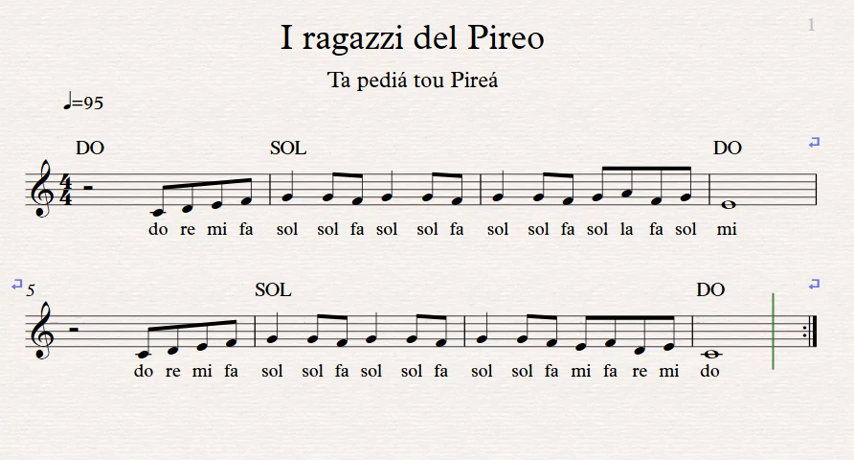 1
I ragazzi del Pireo
Ta pediá tou Pireá
♩=95
DO SOL DO
4
4
do re mi fa sol sol fa sol sol fa sol sol fa sol la fa sol mi
5
SOL DO
do re mi fa sol sol fa sol sol fa sol sol fa mi fa re mi do